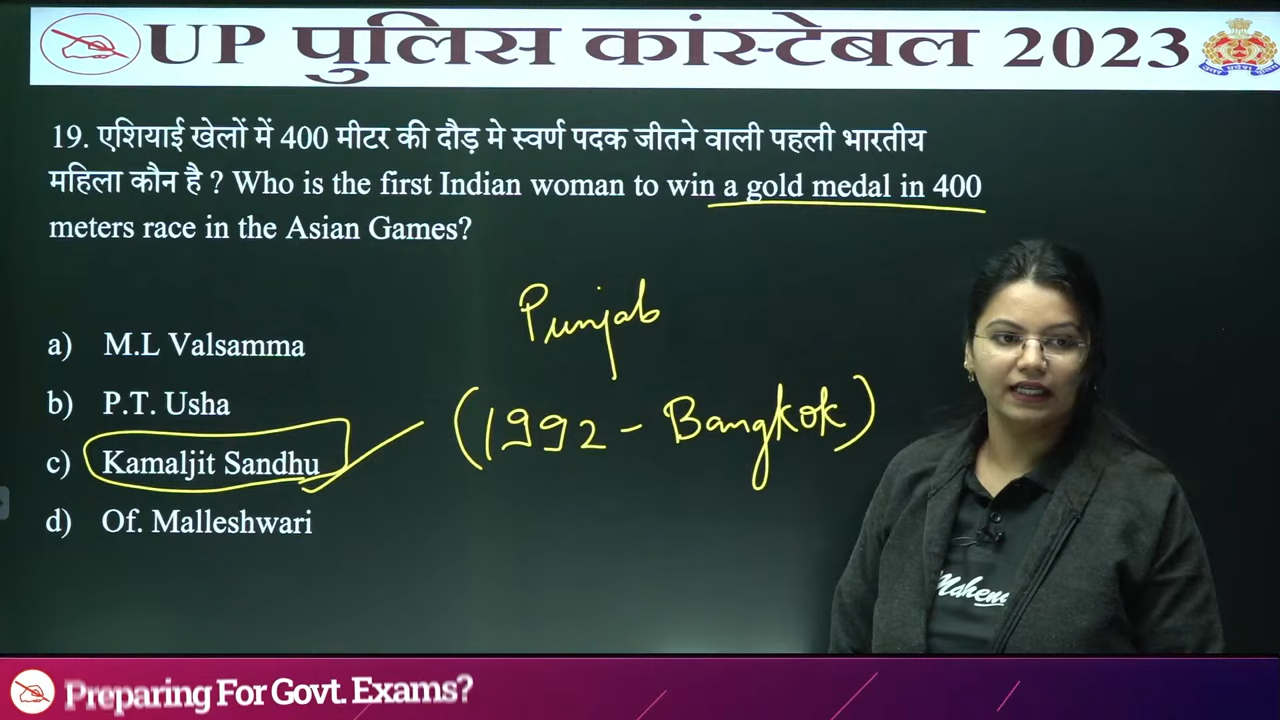 UP पुलिस कांस्टेबल 2023
19. एशियाई खेलों में 400 मीटर की दौड़ मे स्वर्ण पदक जीतने वाली पहली भारतीय
महिला कौन है ? Who is the first Indian woman to win a gold medal in 400
meters race in the Asian Games?
Punjab
a) M.L Valsamma
b) P.T. Usha
(1992 - Bangkok)
c) Kamaljit Sandhu
d) Of. Malleshwari
Preparing For Govt. Exams?